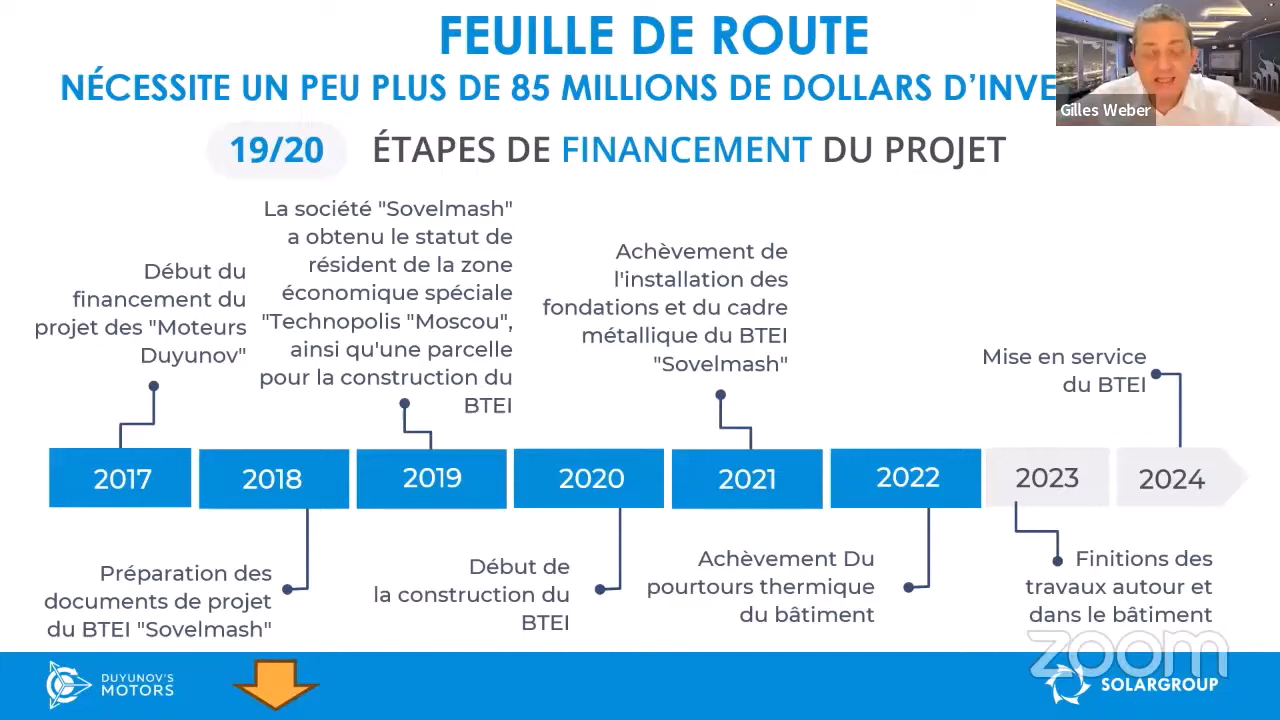 FEUILLE DE ROUTE
NÉCESSITE UN PEU PLUS DE 85 MILLIONS DE DOLLARS D’INVE
Gilles Weber
19/20
ÉTAPES DE FINANCEMENT DU PROJET
Début du
financement du
projet des "Moteurs
Duyunov"
La société "Sovelmash"
a obtenu le statut de
résident de la zone
économique spéciale
"Technopolis "Moscou",
ainsi qu'une parcelle
pour la construction du
BTEI
Achèvement de
l'installation des
fondations et du cadre
métallique du BTEI
"Sovelmash"
Mise en service
du BTEI
2017
2018
2019
2020
2021
2022
2023
2024
Préparation des
documents de projet
du BTEI "Sovelmash"
Début de
la construction du
BTEI
Achèvement Du
pourtours thermique
du bâtiment
Finitions des
travaux autour et
dans le bâtiment
zoom
DUYUNOV'S
MOTORS
SOLARGROUP